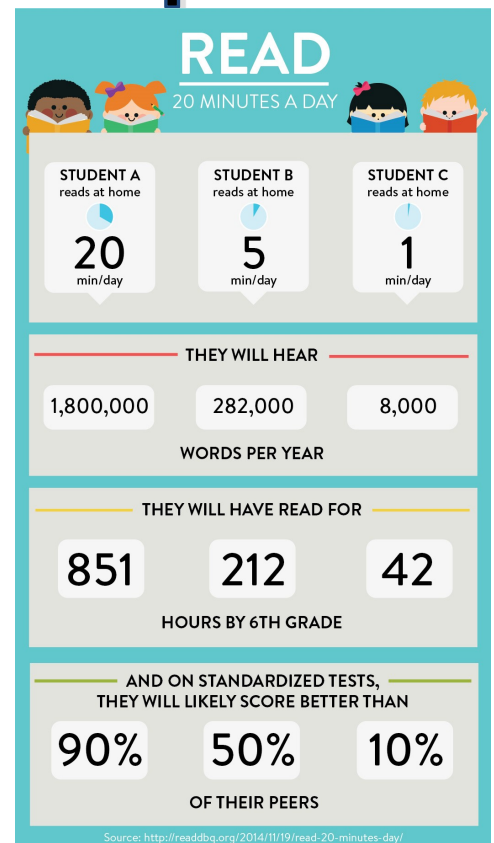 READ
20 MINUTES A DAY
STUDENT A
reads at home
20
min/day
STUDENT B
reads at home
5
min/day
STUDENT C
reads at home
1
min/day
THEY WILL HEAR
1,800,000
282,000
8,000
WORDS PER YEAR
THEY WILL HAVE READ FOR
851
212
42
HOURS BY 6TH GRADE
AND ON STANDARDIZED TESTS,
THEY WILL LIKELY SCORE BETTER THAN
90%
50%
10%
OF THEIR PEERS
Source: http://readdbq.org/2014/11/19/read-20-minutes-day/